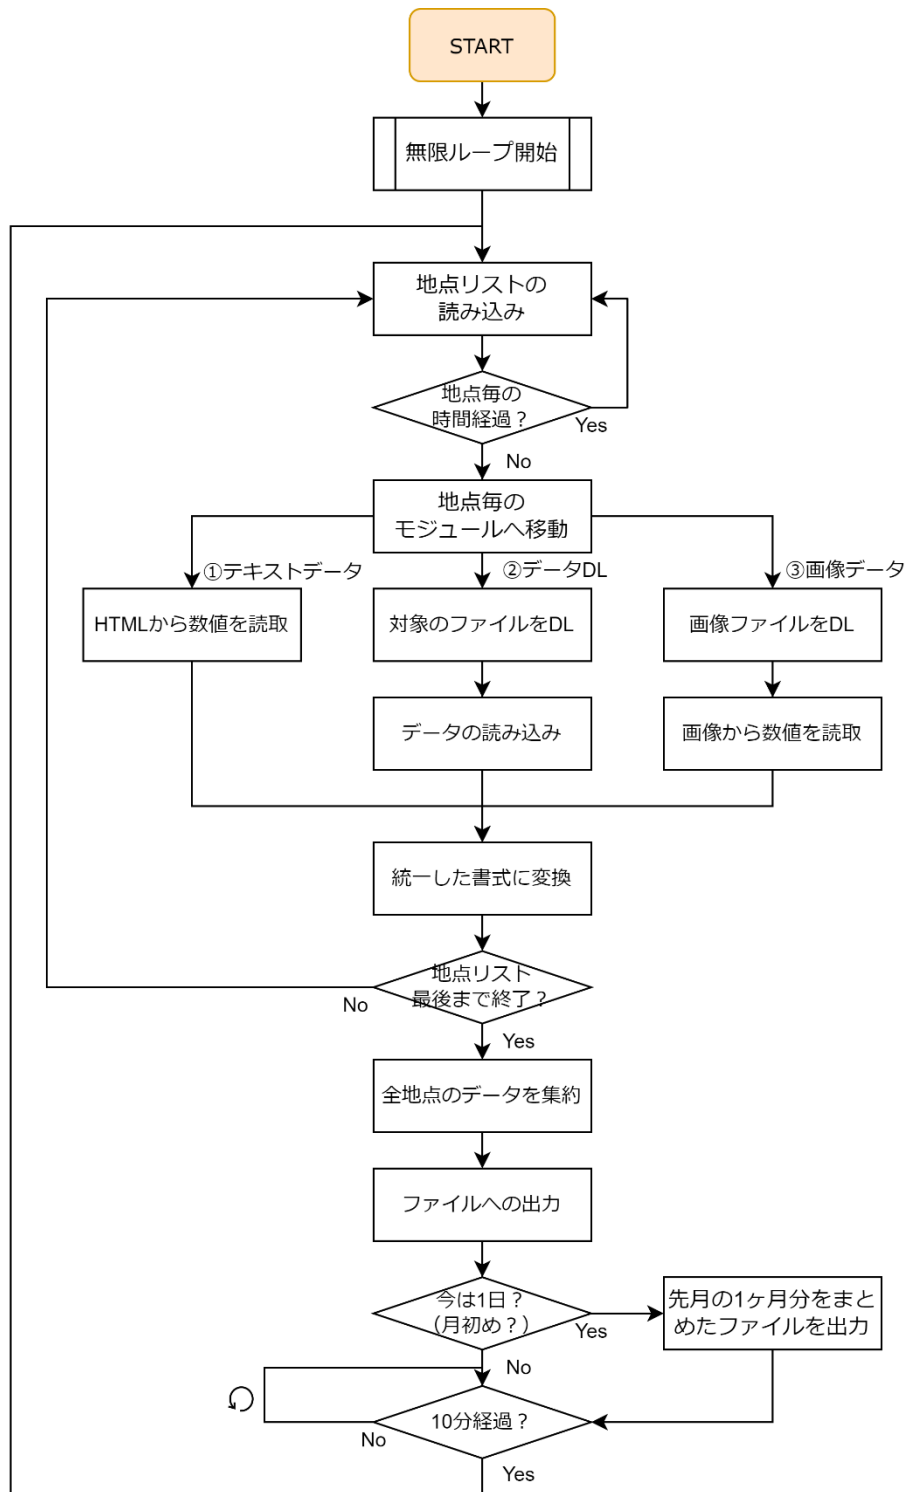 START
無限ループ開始
地点リストの
読み込み
地点毎の
時間経過？
Yes
No
地点毎の
モジュールへ移動
①テキストデータ
②データDL
③画像データ
HTMLから数値を読取
対象のファイルをDL
画像ファイルをDL
データの読み込み
画像から数値を読取
統一した書式に変換
地点リスト
最後まで終了？
No
Yes
全地点のデータを集約
ファイルへの出力
今は1日？
（月初め？）
Yes
先月の1ヶ月分をまと
めたファイルを出力
No
10分経過？
No
Yes